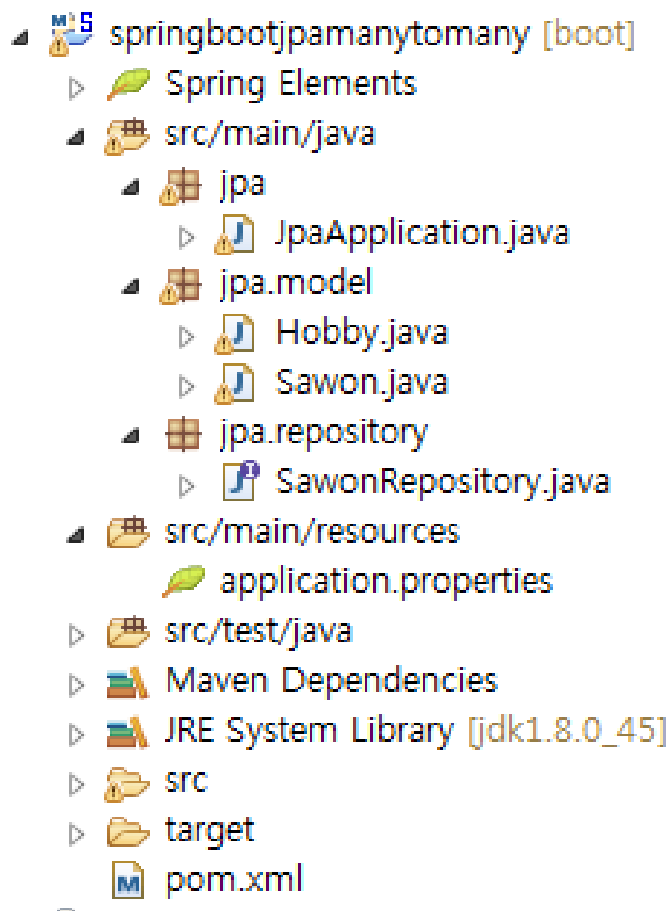 springbootjpamanytomany [boot]
Spring Elements
src/main/java
jpa
JpaApplication.java
jpa.model
Hobby.java
Sawon.java
jpa.repository
SawonRepository.java
src/main/resources
application.properties
src/test/java
Maven Dependencies
JRE System Library [jdk1.8.0_45]
src
target
pom.xml